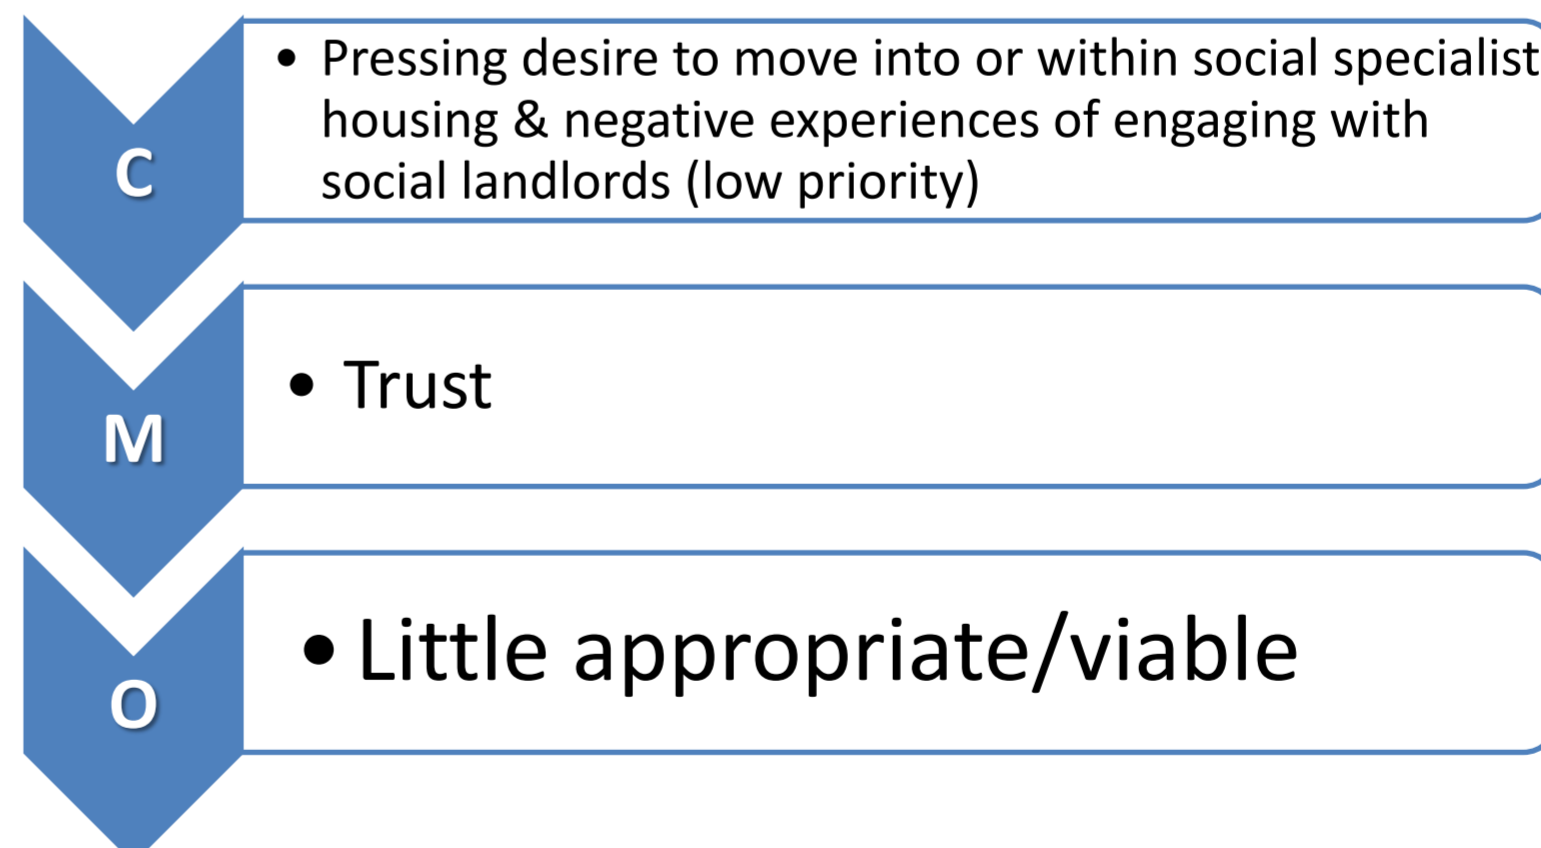 C
• Pressing desire to move into or within social specialist
housing & negative experiences of engaging with
social landlords (low priority)
M
• Trust
O
• Little appropriate/viable